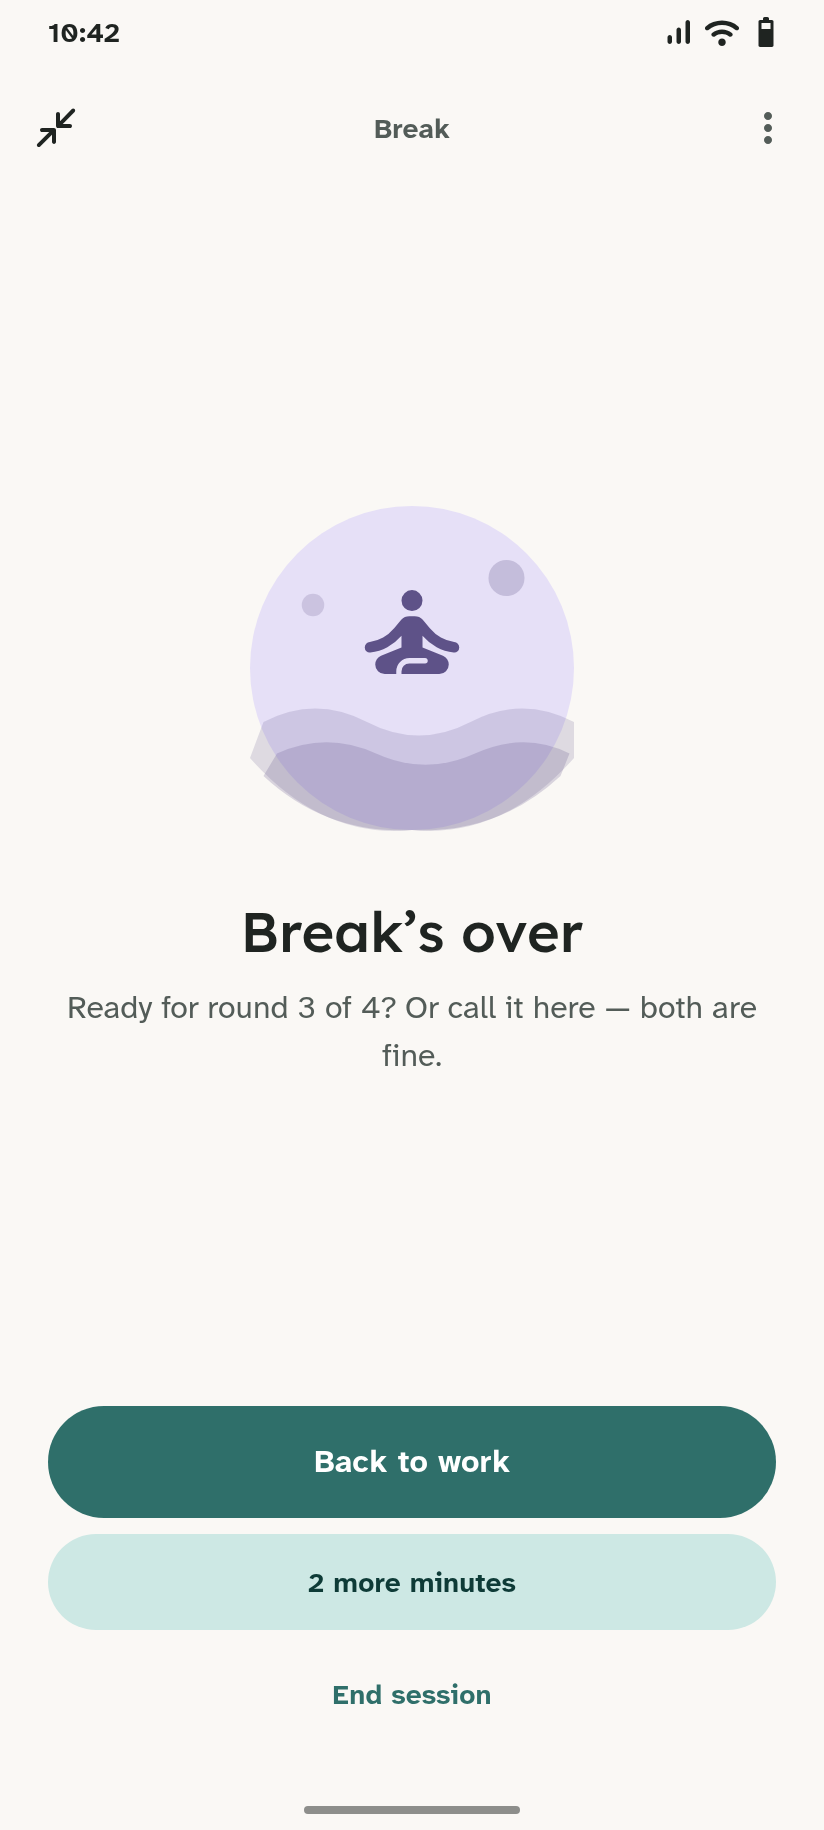 10:42
Break
Break’s over
Ready for round 3 of 4? Or call it here — both are
fine.
Back to work
2 more minutes
End session